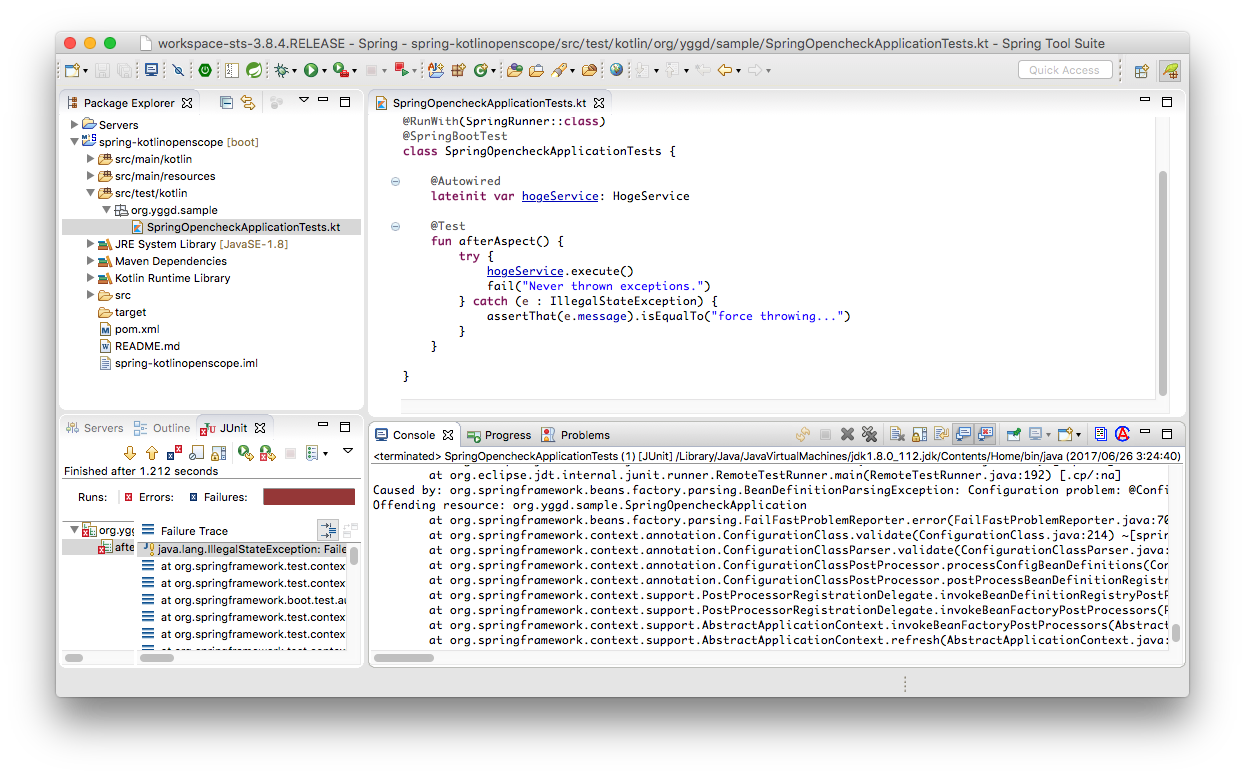 workspace-sts-3.8.4.RELEASE - Spring - spring-kotlinopenscope/src/test/kotlin/org/yggd/sample/SpringOpencheckApplicationTests.kt - Spring Tool Suite
Quick Access
Package Explorer
Servers
spring-kotlinopenscope [boot]
src/main/kotlin
src/main/resources
src/test/kotlin
org.yggd.sample
SpringOpencheckApplicationTests.kt
JRE System Library [JavaSE-1.8]
Maven Dependencies
Kotlin Runtime Library
src
target
pom.xml
README.md
spring-kotlinopenscope.iml
SpringOpencheckApplicationTests.kt
@RunWith(SpringRunner::class)
@SpringBootTest
class SpringOpencheckApplicationTests {
@Autowired
lateinit var hogeService: HogeService
@Test
fun afterAspect() {
try {
hogeService.execute()
fail("Never thrown exceptions.")
} catch (e : IllegalStateException) {
assertThat(e.message).isEqualTo("force throwing...")
}
}
}
Servers Outline JUnit
Finished after 1.212 seconds
Runs: Errors: Failures:
org.ygg
afte
Failure Trace
java.lang.IllegalStateException: Faile
at org.springframework.test.context
at org.springframework.test.context
at org.springframework.boot.test.au
at org.springframework.test.context
at org.springframework.test.context
Console Progress Problems
<terminated> SpringOpencheckApplicationTests (1) [JUnit] /Library/Java/JavaVirtualMachines/jdk1.8.0_112.jdk/Contents/Home/bin/java (2017/06/26 3:24:40)
at org.eclipse.jdt.internal.junit.runner.RemoteTestRunner.main(RemoteTestRunner.java:192) [.cp/:na]
Caused by: org.springframework.beans.factory.parsing.BeanDefinitionParsingException: Configuration problem: @Confi
Offending resource: org.yggd.sample.SpringOpencheckApplication
at org.springframework.beans.factory.parsing.FailFastProblemReporter.error(FailFastProblemReporter.java:70
at org.springframework.context.annotation.ConfigurationClass.validate(ConfigurationClass.java:214) ~[sprin
at org.springframework.context.annotation.ConfigurationClassParser.validate(ConfigurationClassParser.java:
at org.springframework.context.annotation.ConfigurationClassPostProcessor.processConfigBeanDefinitions(Con
at org.springframework.context.annotation.ConfigurationClassPostProcessor.postProcessBeanDefinitionRegistr
at org.springframework.context.support.PostProcessorRegistrationDelegate.invokeBeanDefinitionRegistryPostP
at org.springframework.context.support.PostProcessorRegistrationDelegate.invokeBeanFactoryPostProcessors(P
at org.springframework.context.support.AbstractApplicationContext.invokeBeanFactoryPostProcessors(Abstract
at org.springframework.context.support.AbstractApplicationContext.refresh(AbstractApplicationContext.java: